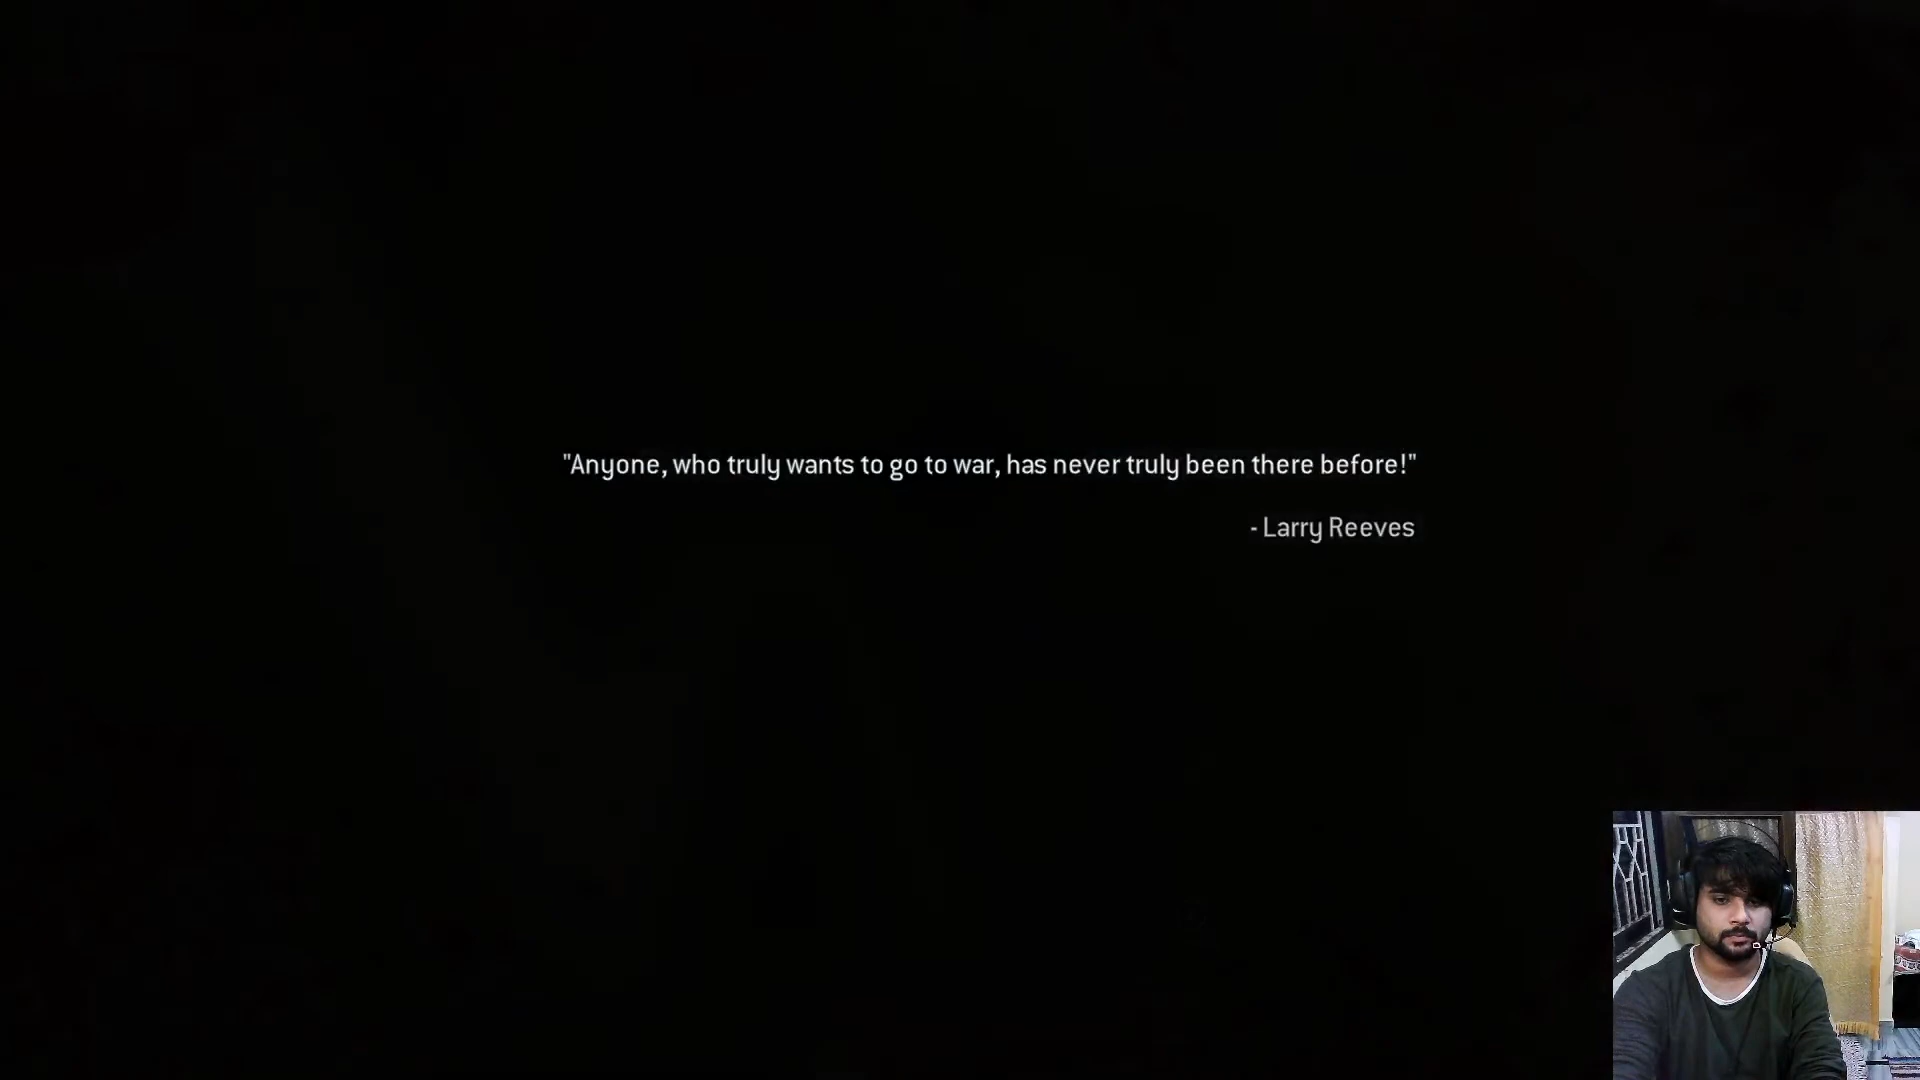 "Anyone, who truly wants to go to war, has never truly been there before!"
- Larry Reeves